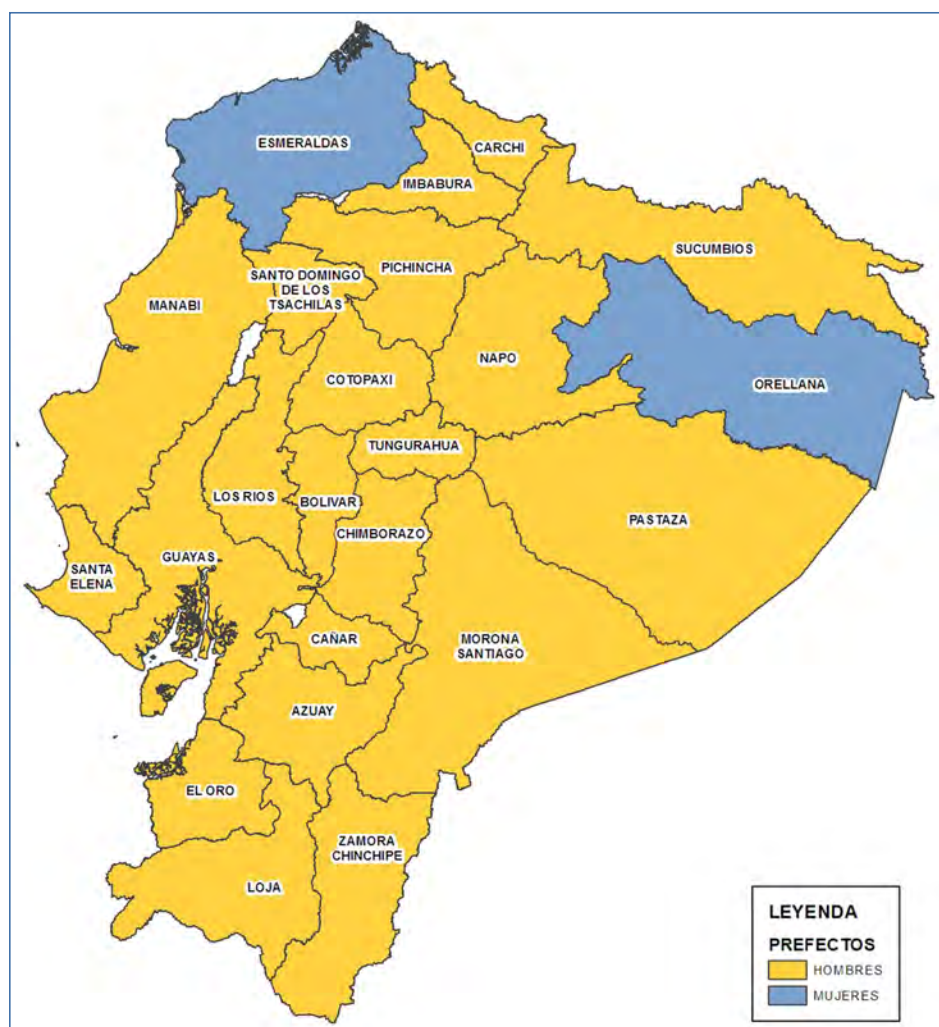 ESMERALDAS
CARCHI
IMBABURA
SUCUMBIOS
PICHINCHA
SANTO DOMINGO
DE LOS
TSACHILAS
MANABI
NAPO
COTOPAXI
ORELLANA
TUNGURAHUA
LOS RIOS
BOLIVAR
PASTAZA
CHIMBORAZO
GUAYAS
SANTA
ELENA
CAÑAR
MORONA
SANTIAGO
AZUAY
EL ORO
ZAMORA
CHINCHIPE
LOJA
LEYENDA
PREFECTOS
HOMBRES
MUJERES